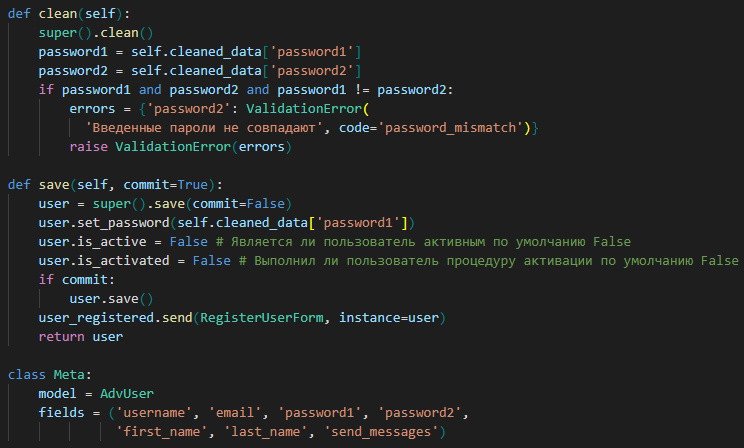 def clean(self):
    super().clean()
    password1 = self.cleaned_data['password1']
    password2 = self.cleaned_data['password2']
    if password1 and password2 and password1 != password2:
        errors = {'password2': ValidationError(
          'Введенные пароли не совпадают', code='password_mismatch')}
        raise ValidationError(errors)

def save(self, commit=True):
    user = super().save(commit=False)
    user.set_password(self.cleaned_data['password1'])
    user.is_active = False # Является ли пользователь активным по умолчанию False
    user.is_activated = False # Выполнил ли пользователь процедуру активации по умолчанию False
    if commit:
        user.save()
    user_registered.send(RegisterUserForm, instance=user)
    return user

class Meta:
    model = AdvUser
    fields = ('username', 'email', 'password1', 'password2',
              'first_name', 'last_name', 'send_messages')